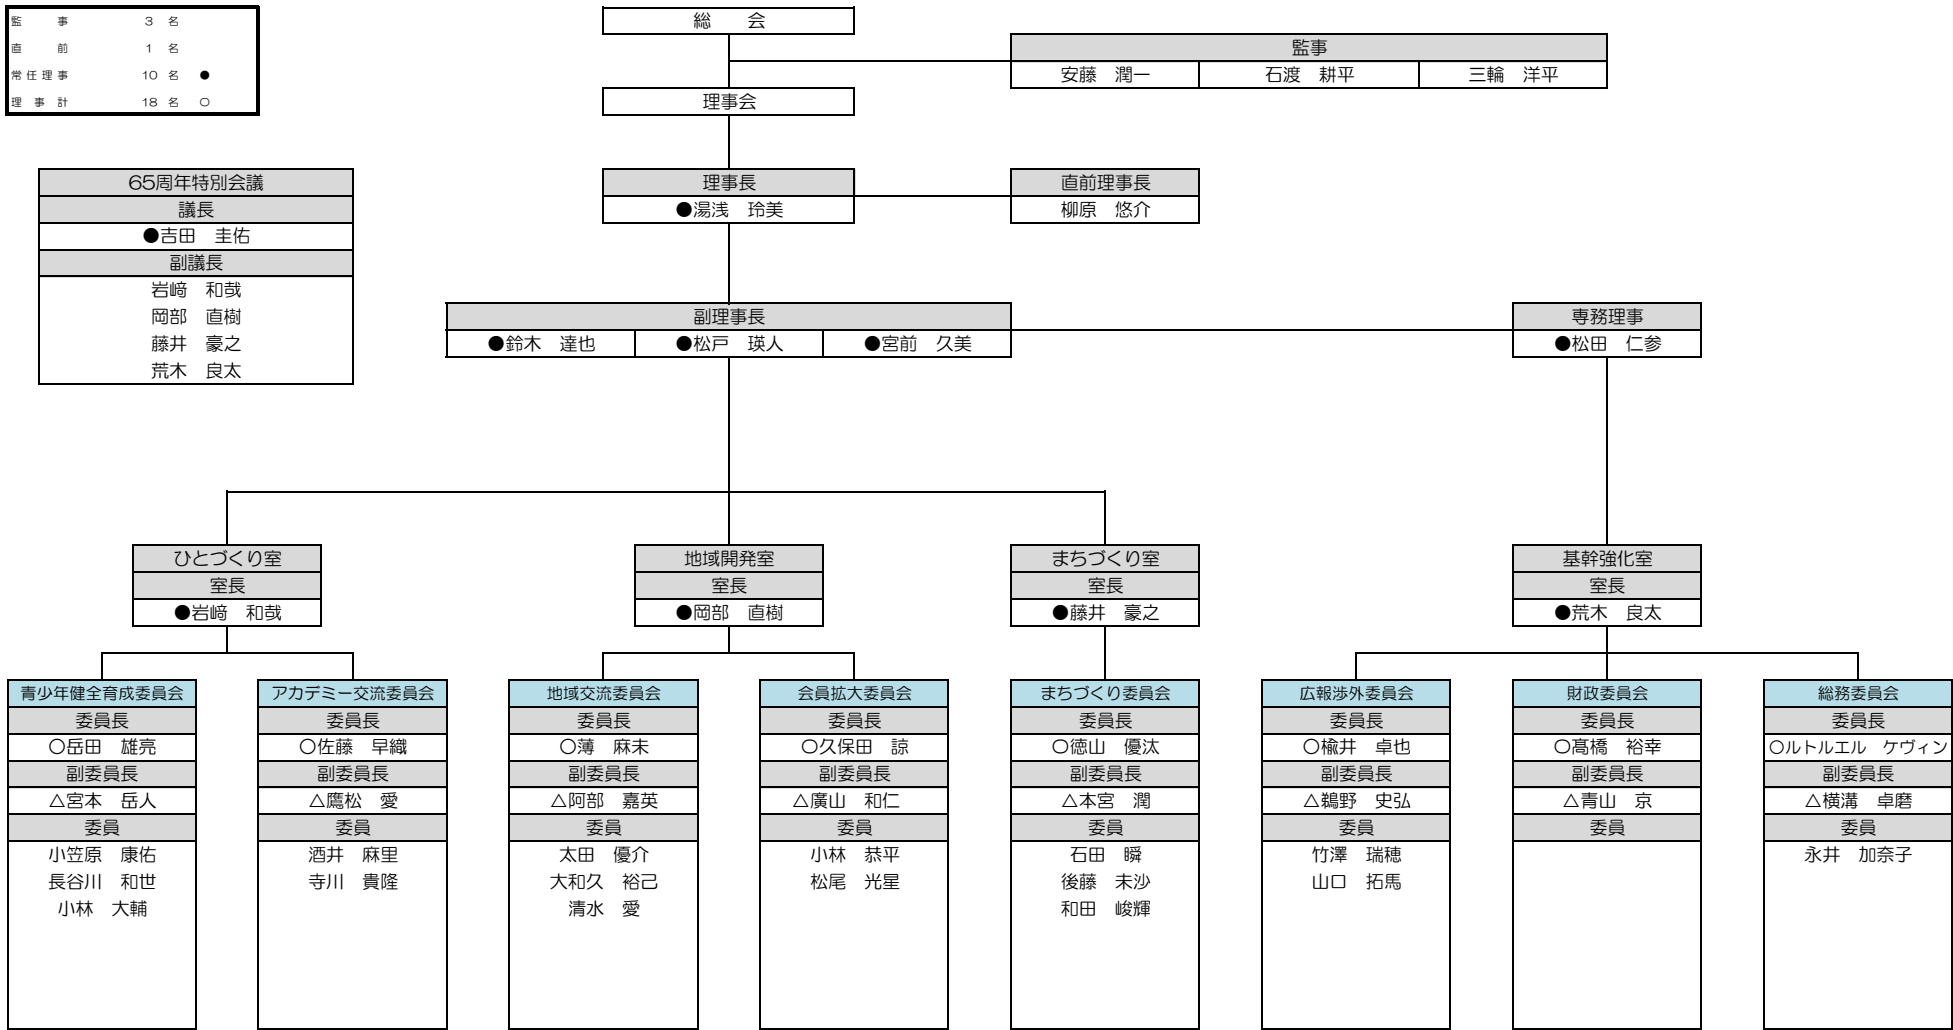 監　事　3 名
直　前　1 名
常任理事　10 名　●
理 事 計　18 名　○
総　会
監事
安藤　潤一　石渡　耕平　三輪　洋平
理事会
65周年特別会議
議長
●吉田　圭佑
副議長
岩﨑　和哉
岡部　直樹
藤井　豪之
荒木　良太
理事長
●湯浅　玲美
直前理事長
柳原　悠介
副理事長
●鈴木　達也　●松戸　瑛人　●宮前　久美
専務理事
●松田　仁参
ひとづくり室
室長
●岩﨑　和哉
地域開発室
室長
●岡部　直樹
まちづくり室
室長
●藤井　豪之
基幹強化室
室長
●荒木　良太
青少年健全育成委員会
委員長
○岳田　雄亮
副委員長
△宮本　岳人
委員
小笠原　康佑
長谷川　和世
小林　大輔
アカデミー交流委員会
委員長
○佐藤　早織
副委員長
△鷹松　愛
委員
酒井　麻里
寺川　貴隆
地域交流委員会
委員長
○薄　麻未
副委員長
△阿部　嘉英
委員
太田　優介
大和久　裕己
清水　愛
会員拡大委員会
委員長
○久保田　諒
副委員長
△廣山　和仁
委員
小林　恭平
松尾　光星
まちづくり委員会
委員長
○徳山　優汰
副委員長
△本宮　潤
委員
石田　瞬
後藤　未沙
和田　峻輝
広報渉外委員会
委員長
○楡井　卓也
副委員長
△鵜野　史弘
委員
竹澤　瑞穂
山口　拓馬
財政委員会
委員長
○髙橋　裕幸
副委員長
△青山　京
委員
総務委員会
委員長
○ルトルエル　ケヴィン
副委員長
△横溝　卓磨
委員
永井　加奈子